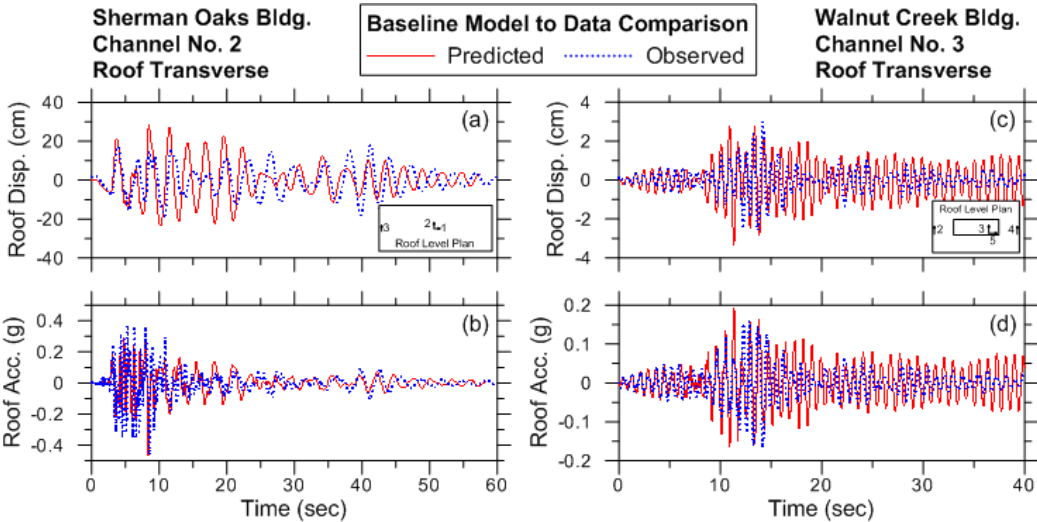 Sherman Oaks Bldg.
Channel No. 2
Roof Transverse
Baseline Model to Data Comparison
Predicted
Observed
Walnut Creek Bldg.
Channel No. 3
Roof Transverse
Roof Disp. (cm)
40
20
0
-20
-40
(a)
3
2
1
Roof Level Plan
Roof Disp. (cm)
4
2
0
-2
-4
(c)
Roof Level Plan
2
3
4
5
Roof Acc. (g)
0.4
0.2
0
-0.2
-0.4
(b)
0 10 20 30 40 50 60
Time (sec)
Roof Acc. (g)
0.2
0.1
0
-0.1
-0.2
(d)
0 10 20 30 40
Time (sec)